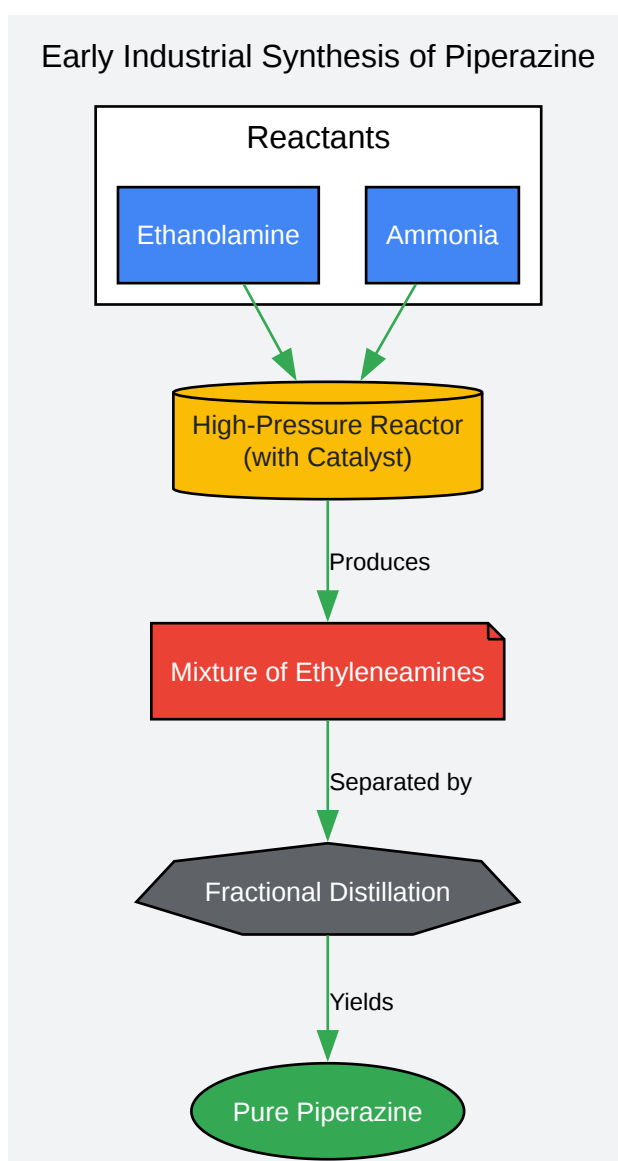 Early Industrial Synthesis of Piperazine
Reactants
Ethanolamine
Ammonia
High-Pressure Reactor
(with Catalyst)
Produces
Mixture of Ethyleneamines
Separated by
Fractional Distillation
Yields
Pure Piperazine